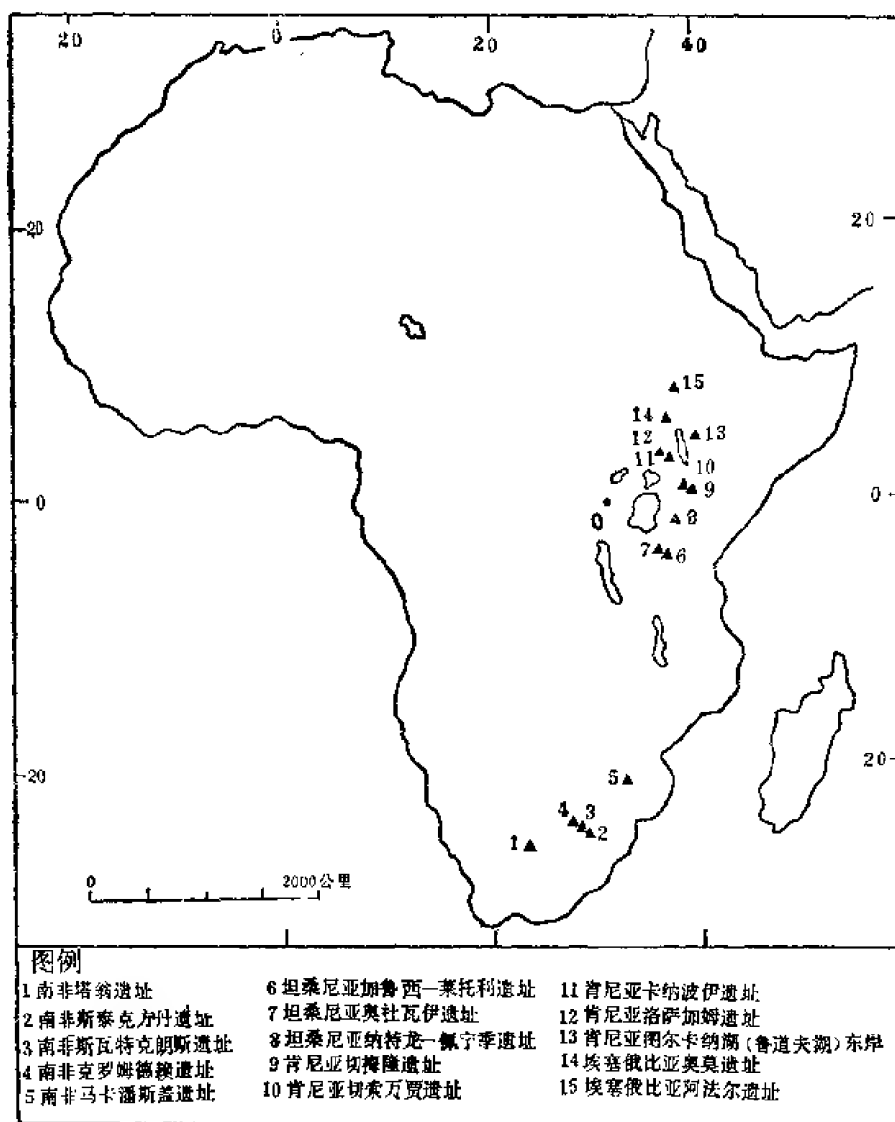 20 0 20 40
20 20
0 0
20 20
15
14
13
12
11
10
9
8
7 6
5
4 3
2
1
0 2000公里
图例
1 南非塔翁遗址
2 南非斯泰克方丹遗址
3 南非斯瓦特克朗斯遗址
4 南非克罗姆德莱遗址
5 南非马卡潘斯盖遗址
6 坦桑尼亚加鲁西—莱托利遗址
7 坦桑尼亚奥杜瓦伊遗址
8 坦桑尼亚纳特龙—佩宁季遗址
9 肯尼亚切梅隆遗址
10 肯尼亚切索万贾遗址
11 肯尼亚卡纳波伊遗址
12 肯尼亚洛萨加姆遗址
13 肯尼亚图尔卡纳湖(鲁道夫湖)东岸
14 埃塞俄比亚奥莫遗址
15 埃塞俄比亚阿法尔遗址